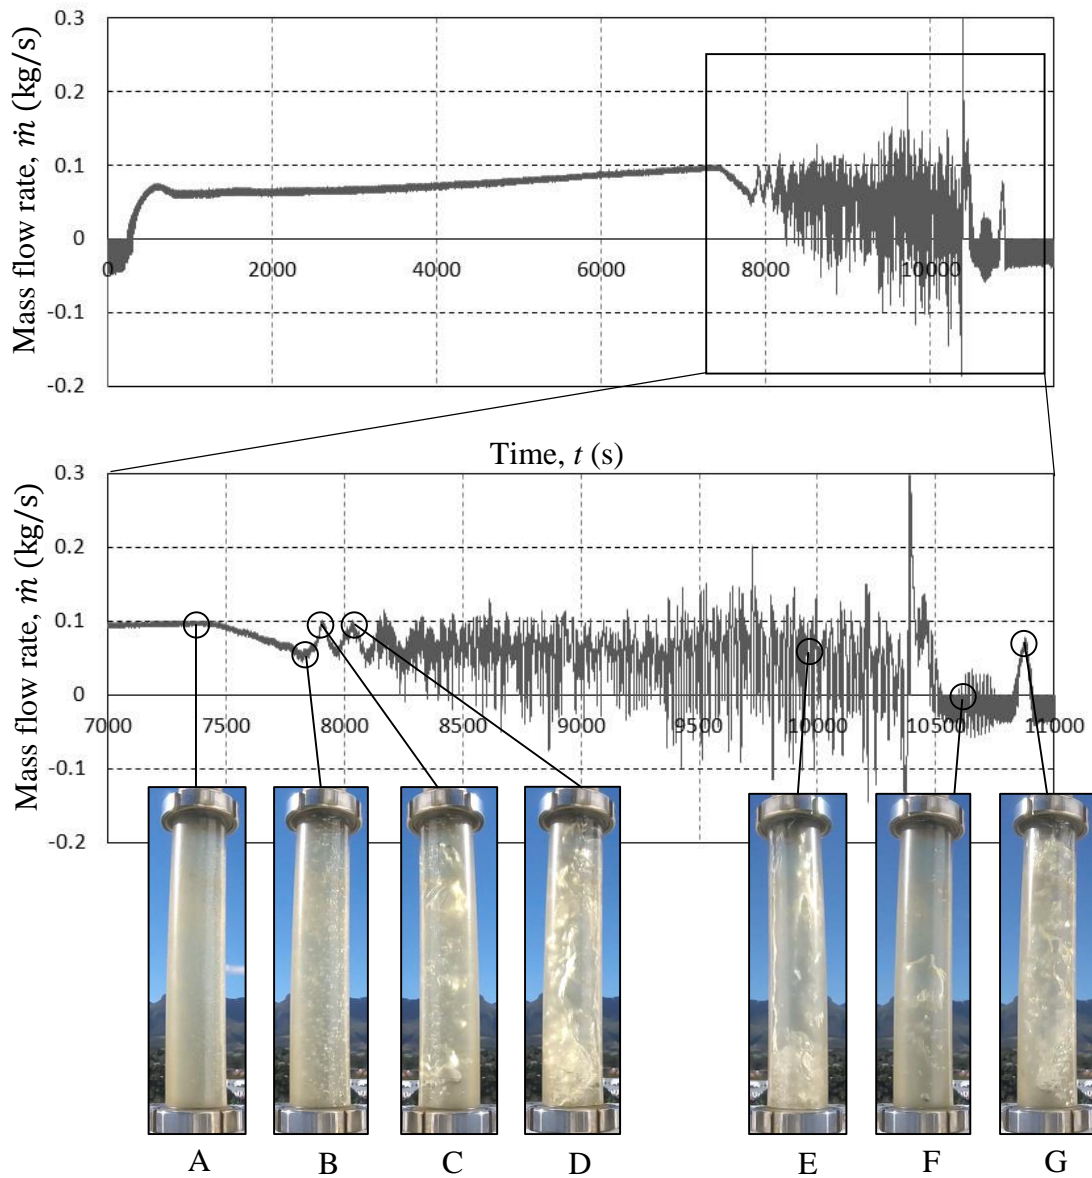 Mass flow rate, ṁ (kg/s)
0.3
0.2
0.1
0
-0.1
-0.2
0 2000 4000 6000 8000 10000
Time, t (s)
Mass flow rate, ṁ (kg/s)
0.3
0.2
0.1
0
-0.1
-0.2
7000 7500 8000 8500 9000 9500 10000 10500 11000
A B C D E F G